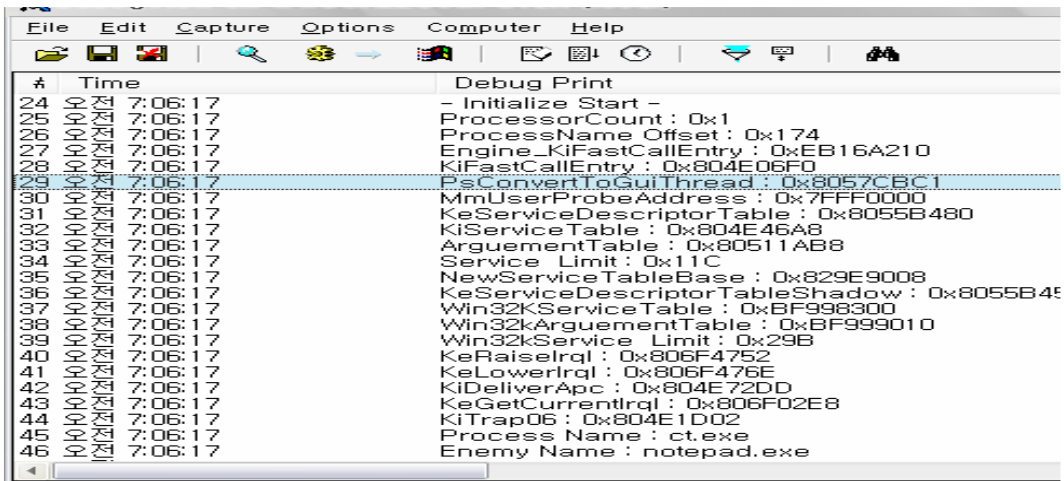 File Edit Capture Options Computer Help
# Time Debug Print
24 오전 7:06:17 - Initialize Start -
25 오전 7:06:17 ProcessorCount : 0x1
26 오전 7:06:17 ProcessName Offset : 0x174
27 오전 7:06:17 Engine_KiFastCallEntry : 0xEB16A210
28 오전 7:06:17 KiFastCallEntry : 0x804E06F0
29 오전 7:06:17 PsConvertToGuiThread : 0x8057CBC1
30 오전 7:06:17 MmUserProbeAddress : 0x7FFF0000
31 오전 7:06:17 KeServiceDescriptorTable : 0x8055B480
32 오전 7:06:17 KiServiceTable : 0x804E46A8
33 오전 7:06:17 ArguementTable : 0x80511AB8
34 오전 7:06:17 Service Limit : 0x11C
35 오전 7:06:17 NewServiceTableBase : 0x829E9008
36 오전 7:06:17 KeServiceDescriptorTableShadow : 0x8055B45
37 오전 7:06:17 Win32KServiceTable : 0xBF998300
38 오전 7:06:17 Win32kArguementTable : 0xBF999010
39 오전 7:06:17 Win32kService Limit : 0x29B
40 오전 7:06:17 KeRaiseIrql : 0x806F4752
41 오전 7:06:17 KeLowerIrql : 0x806F476E
42 오전 7:06:17 KiDeliverApc : 0x804E72DD
43 오전 7:06:17 KeGetCurrentIrql : 0x806F02E8
44 오전 7:06:17 KiTrap06 : 0x804E1D02
45 오전 7:06:17 Process Name : ct.exe
46 오전 7:06:17 Enemy Name : notepad.exe